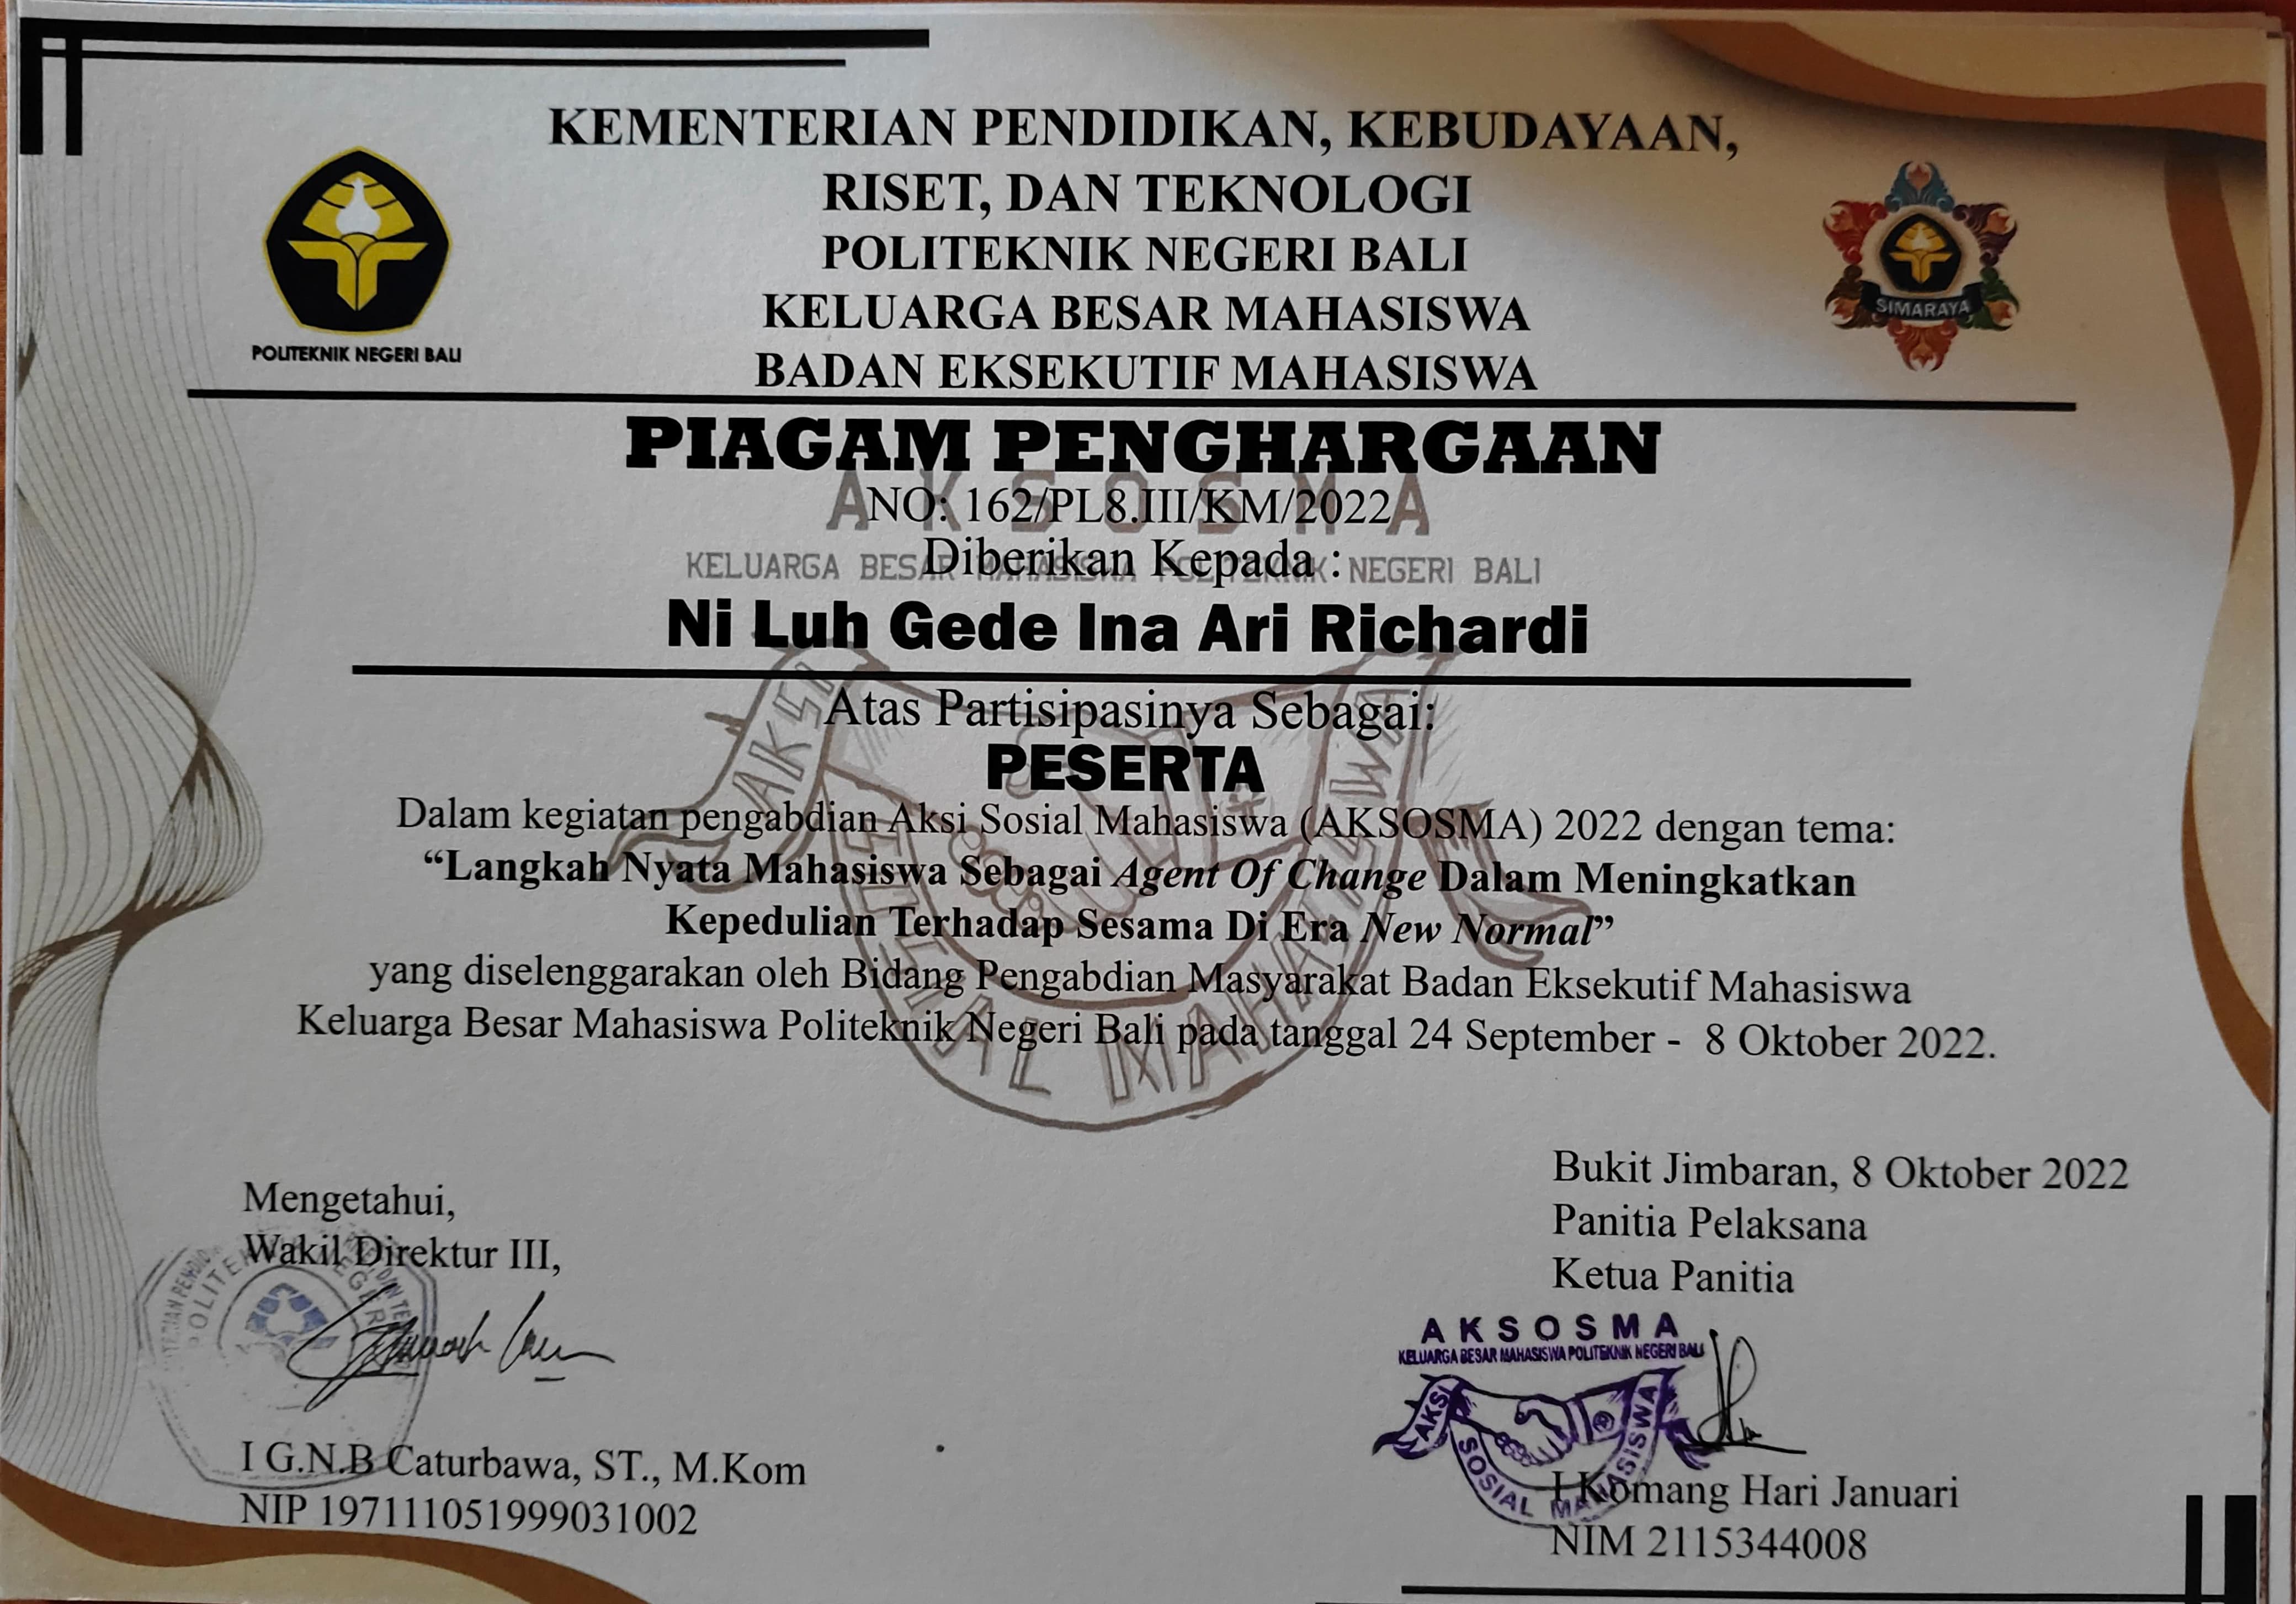 KEMENTERIAN PENDIDIKAN, KEBUDAYAAN,
RISET, DAN TEKNOLOGI
POLITEKNIK NEGERI BALI
KELUARGA BESAR MAHASISWA
BADAN EKSEKUTIF MAHASISWA
POLITEKNIK NEGERI BALI
SIMARAYA
PIAGAM PENGHARGAAN
AKSOSMA
NO: 162/PL8.III/KM/2022
KELUARGA BESAR MAHASISWA POLITEKNIK NEGERI BALI
Diberikan Kepada :
Ni Luh Gede Ina Ari Richardi
Atas Partisipasinya Sebagai:
PESERTA
Dalam kegiatan pengabdian Aksi Sosial Mahasiswa (AKSOSMA) 2022 dengan tema:
“Langkah Nyata Mahasiswa Sebagai Agent Of Change Dalam Meningkatkan
Kepedulian Terhadap Sesama Di Era New Normal”
yang diselenggarakan oleh Bidang Pengabdian Masyarakat Badan Eksekutif Mahasiswa
Keluarga Besar Mahasiswa Politeknik Negeri Bali pada tanggal 24 September - 8 Oktober 2022.
AKSI SOSIAL MAHASISWA
Mengetahui,
Wakil Direktur III,
POLITEKNIK NEGERI
I G.N.B Caturbawa, ST., M.Kom
NIP 197111051999031002
Bukit Jimbaran, 8 Oktober 2022
Panitia Pelaksana
Ketua Panitia
AKSOSMA
KELUARGA BESAR MAHASISWA POLITEKNIK NEGERI BALI
AKSI SOSIAL MAHASISWA
I Komang Hari Januari
NIM 2115344008